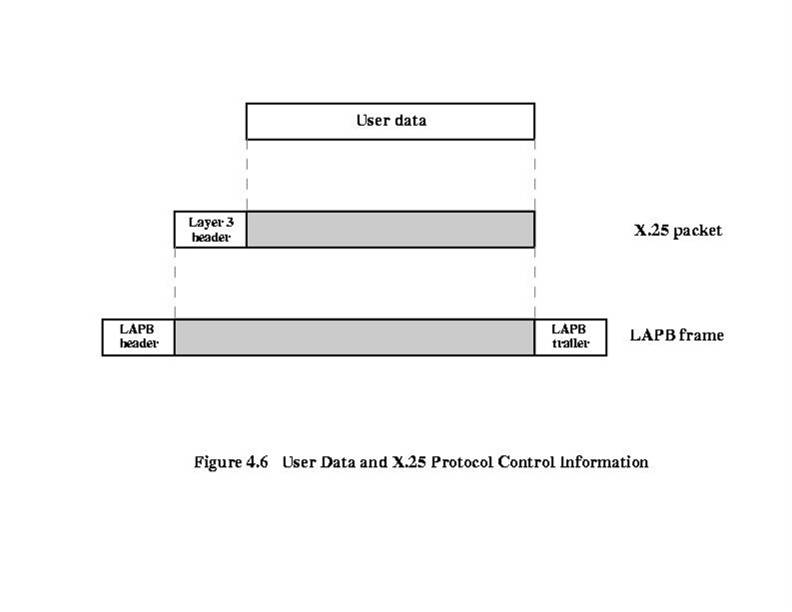 User data
Layer 3
header
X.25 packet
LAPB
header
LAPB
trailer
LAPB frame
Figure 4.6 User Data and X.25 Protocol Control Information